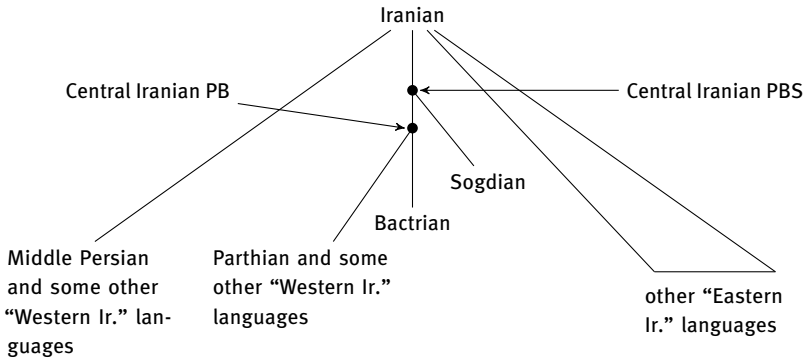 Iranian
Central Iranian PB
Central Iranian PBS
Sogdian
Bactrian
Middle Persian
and some other
“Western Ir.” lan-
guages
Parthian and some
other “Western Ir.”
languages
other “Eastern
Ir.” languages